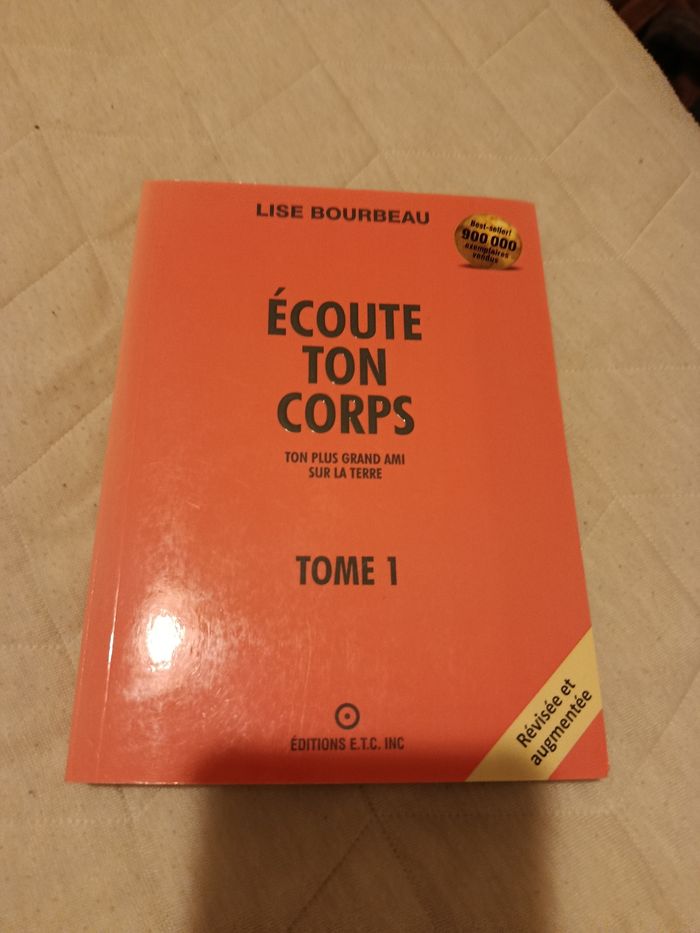 LISE BOURBEAU
Best-seller!
900 000
exemplaires
vendus
ÉCOUTE
TON
CORPS
TON PLUS GRAND AMI
SUR LA TERRE
TOME 1
Révisée et
augmentée
ÉDITIONS E.T.C. INC